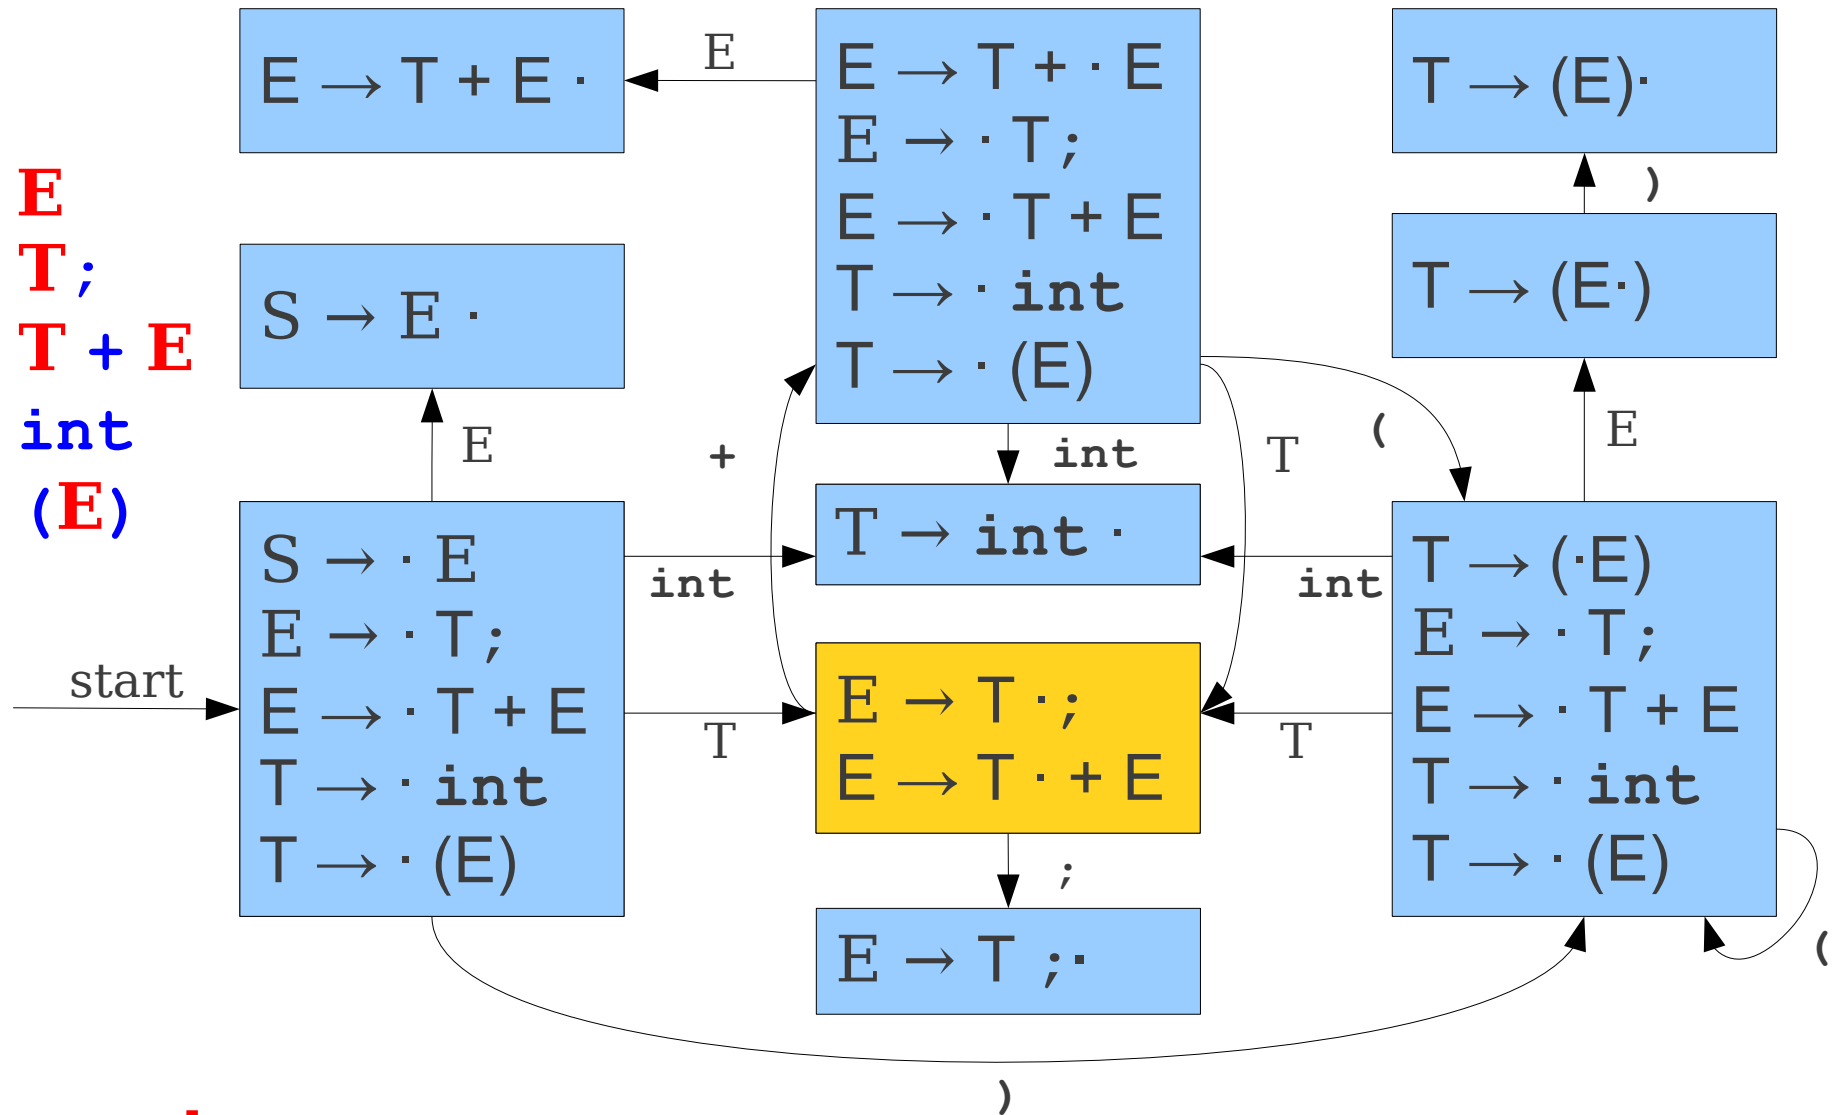 E
T ;
T + E
int
(E)
start
E → T + E ·
E
S → E ·
E
S → · E
E → · T ;
E → · T + E
T → · int
T → · (E)
int
T
+
E → T + · E
E → · T ;
E → · T + E
T → · int
T → · (E)
int
T
(
T → int ·
E → T · ;
E → T · + E
;
E → T ; ·
T → (E)·
)
T → (E·)
E
T → (·E)
E → · T ;
E → · T + E
T → · int
T → · (E)
int
T
(
)